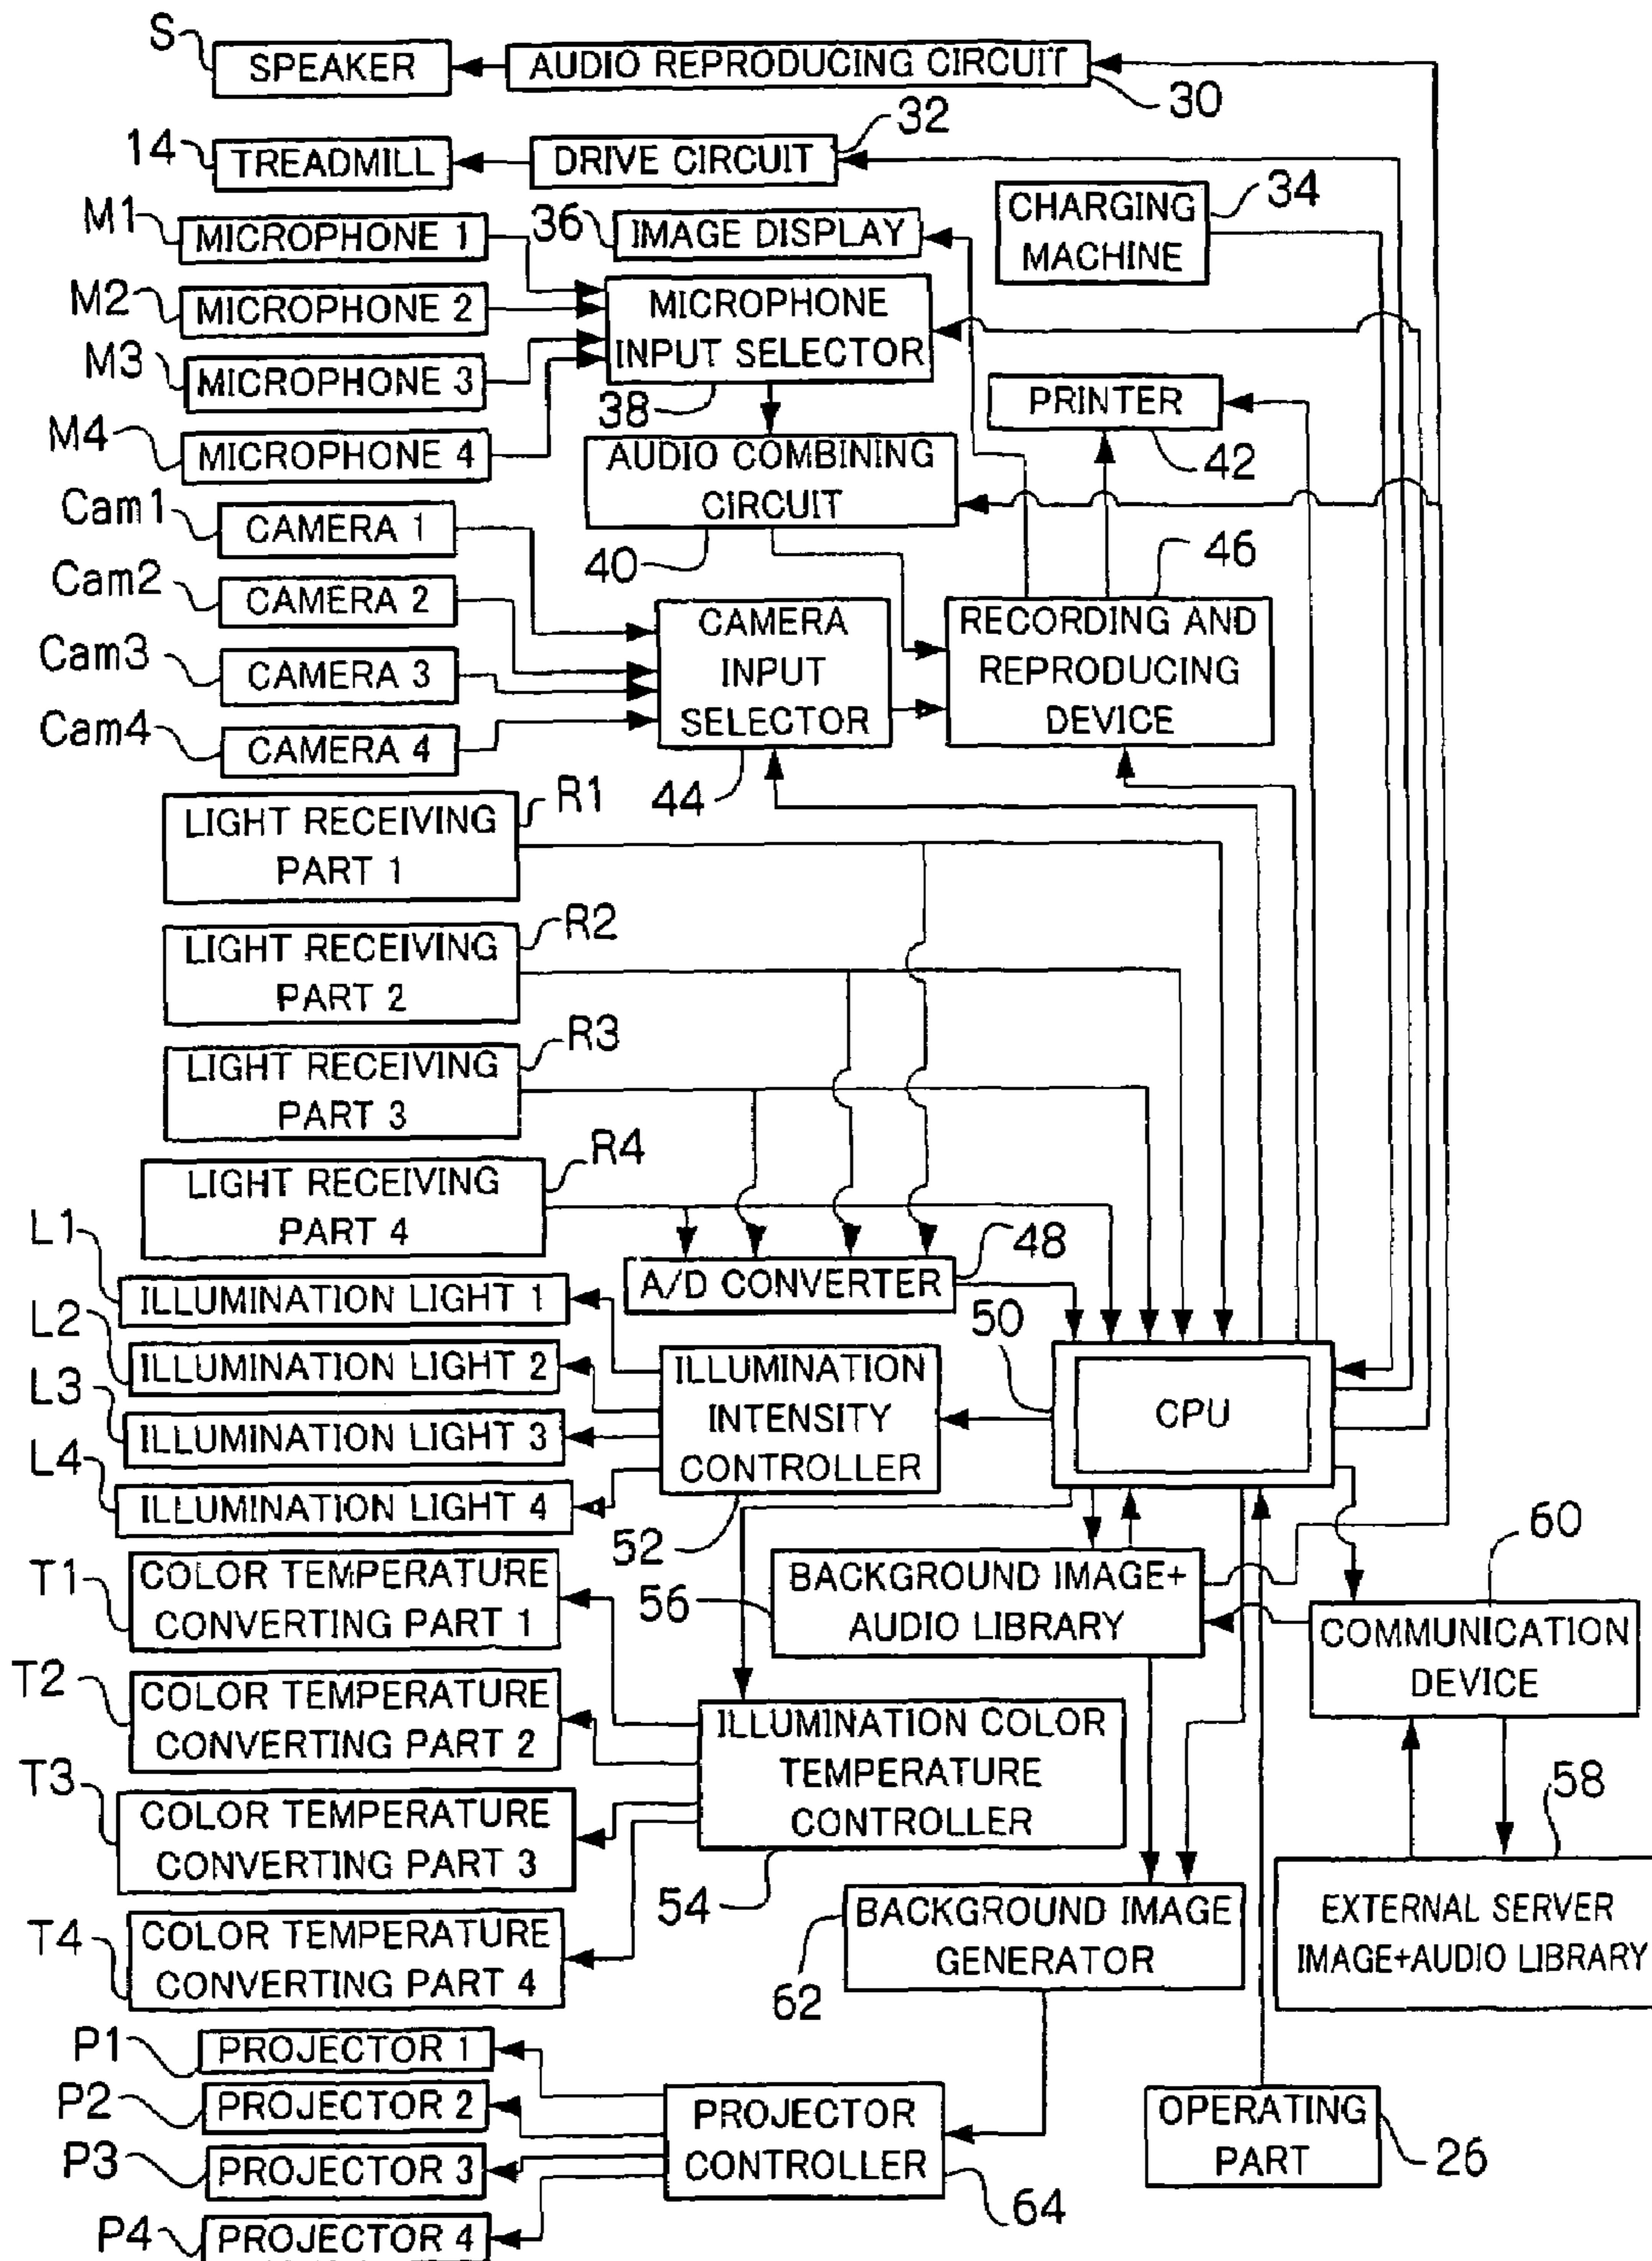 S
SPEAKER
AUDIO REPRODUCING CIRCUIT
30
14
TREADMILL
DRIVE CIRCUIT
32
CHARGING
MACHINE
34
M1
MICROPHONE 1
36
IMAGE DISPLAY
M2
MICROPHONE 2
MICROPHONE
INPUT SELECTOR
38
M3
MICROPHONE 3
PRINTER
42
M4
MICROPHONE 4
AUDIO COMBINING
CIRCUIT
40
Cam1
CAMERA 1
Cam2
CAMERA 2
CAMERA
INPUT
SELECTOR
44
RECORDING AND
REPRODUCING
DEVICE
46
Cam3
CAMERA 3
Cam4
CAMERA 4
LIGHT RECEIVING
PART 1
R1
LIGHT RECEIVING
PART 2
R2
LIGHT RECEIVING
PART 3
R3
LIGHT RECEIVING
PART 4
R4
A/D CONVERTER
48
L1
ILLUMINATION LIGHT 1
L2
ILLUMINATION LIGHT 2
ILLUMINATION
INTENSITY
CONTROLLER
52
50
CPU
L3
ILLUMINATION LIGHT 3
L4
ILLUMINATION LIGHT 4
T1
COLOR TEMPERATURE
CONVERTING PART 1
56
BACKGROUND IMAGE+
AUDIO LIBRARY
60
COMMUNICATION
DEVICE
T2
COLOR TEMPERATURE
CONVERTING PART 2
ILLUMINATION COLOR
TEMPERATURE
CONTROLLER
54
T3
COLOR TEMPERATURE
CONVERTING PART 3
58
EXTERNAL SERVER
IMAGE+AUDIO LIBRARY
T4
COLOR TEMPERATURE
CONVERTING PART 4
BACKGROUND IMAGE
GENERATOR
62
P1
PROJECTOR 1
P2
PROJECTOR 2
PROJECTOR
CONTROLLER
64
OPERATING
PART
26
P3
PROJECTOR 3
P4
PROJECTOR 4